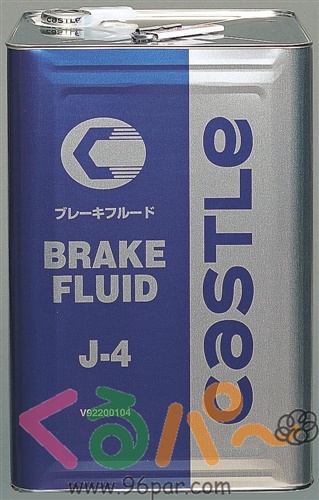 CASTLE
ブレーキフルード
BRAKE
FLUID
J-4
V92200104
CaSTLe
くるパー
www.96par.com